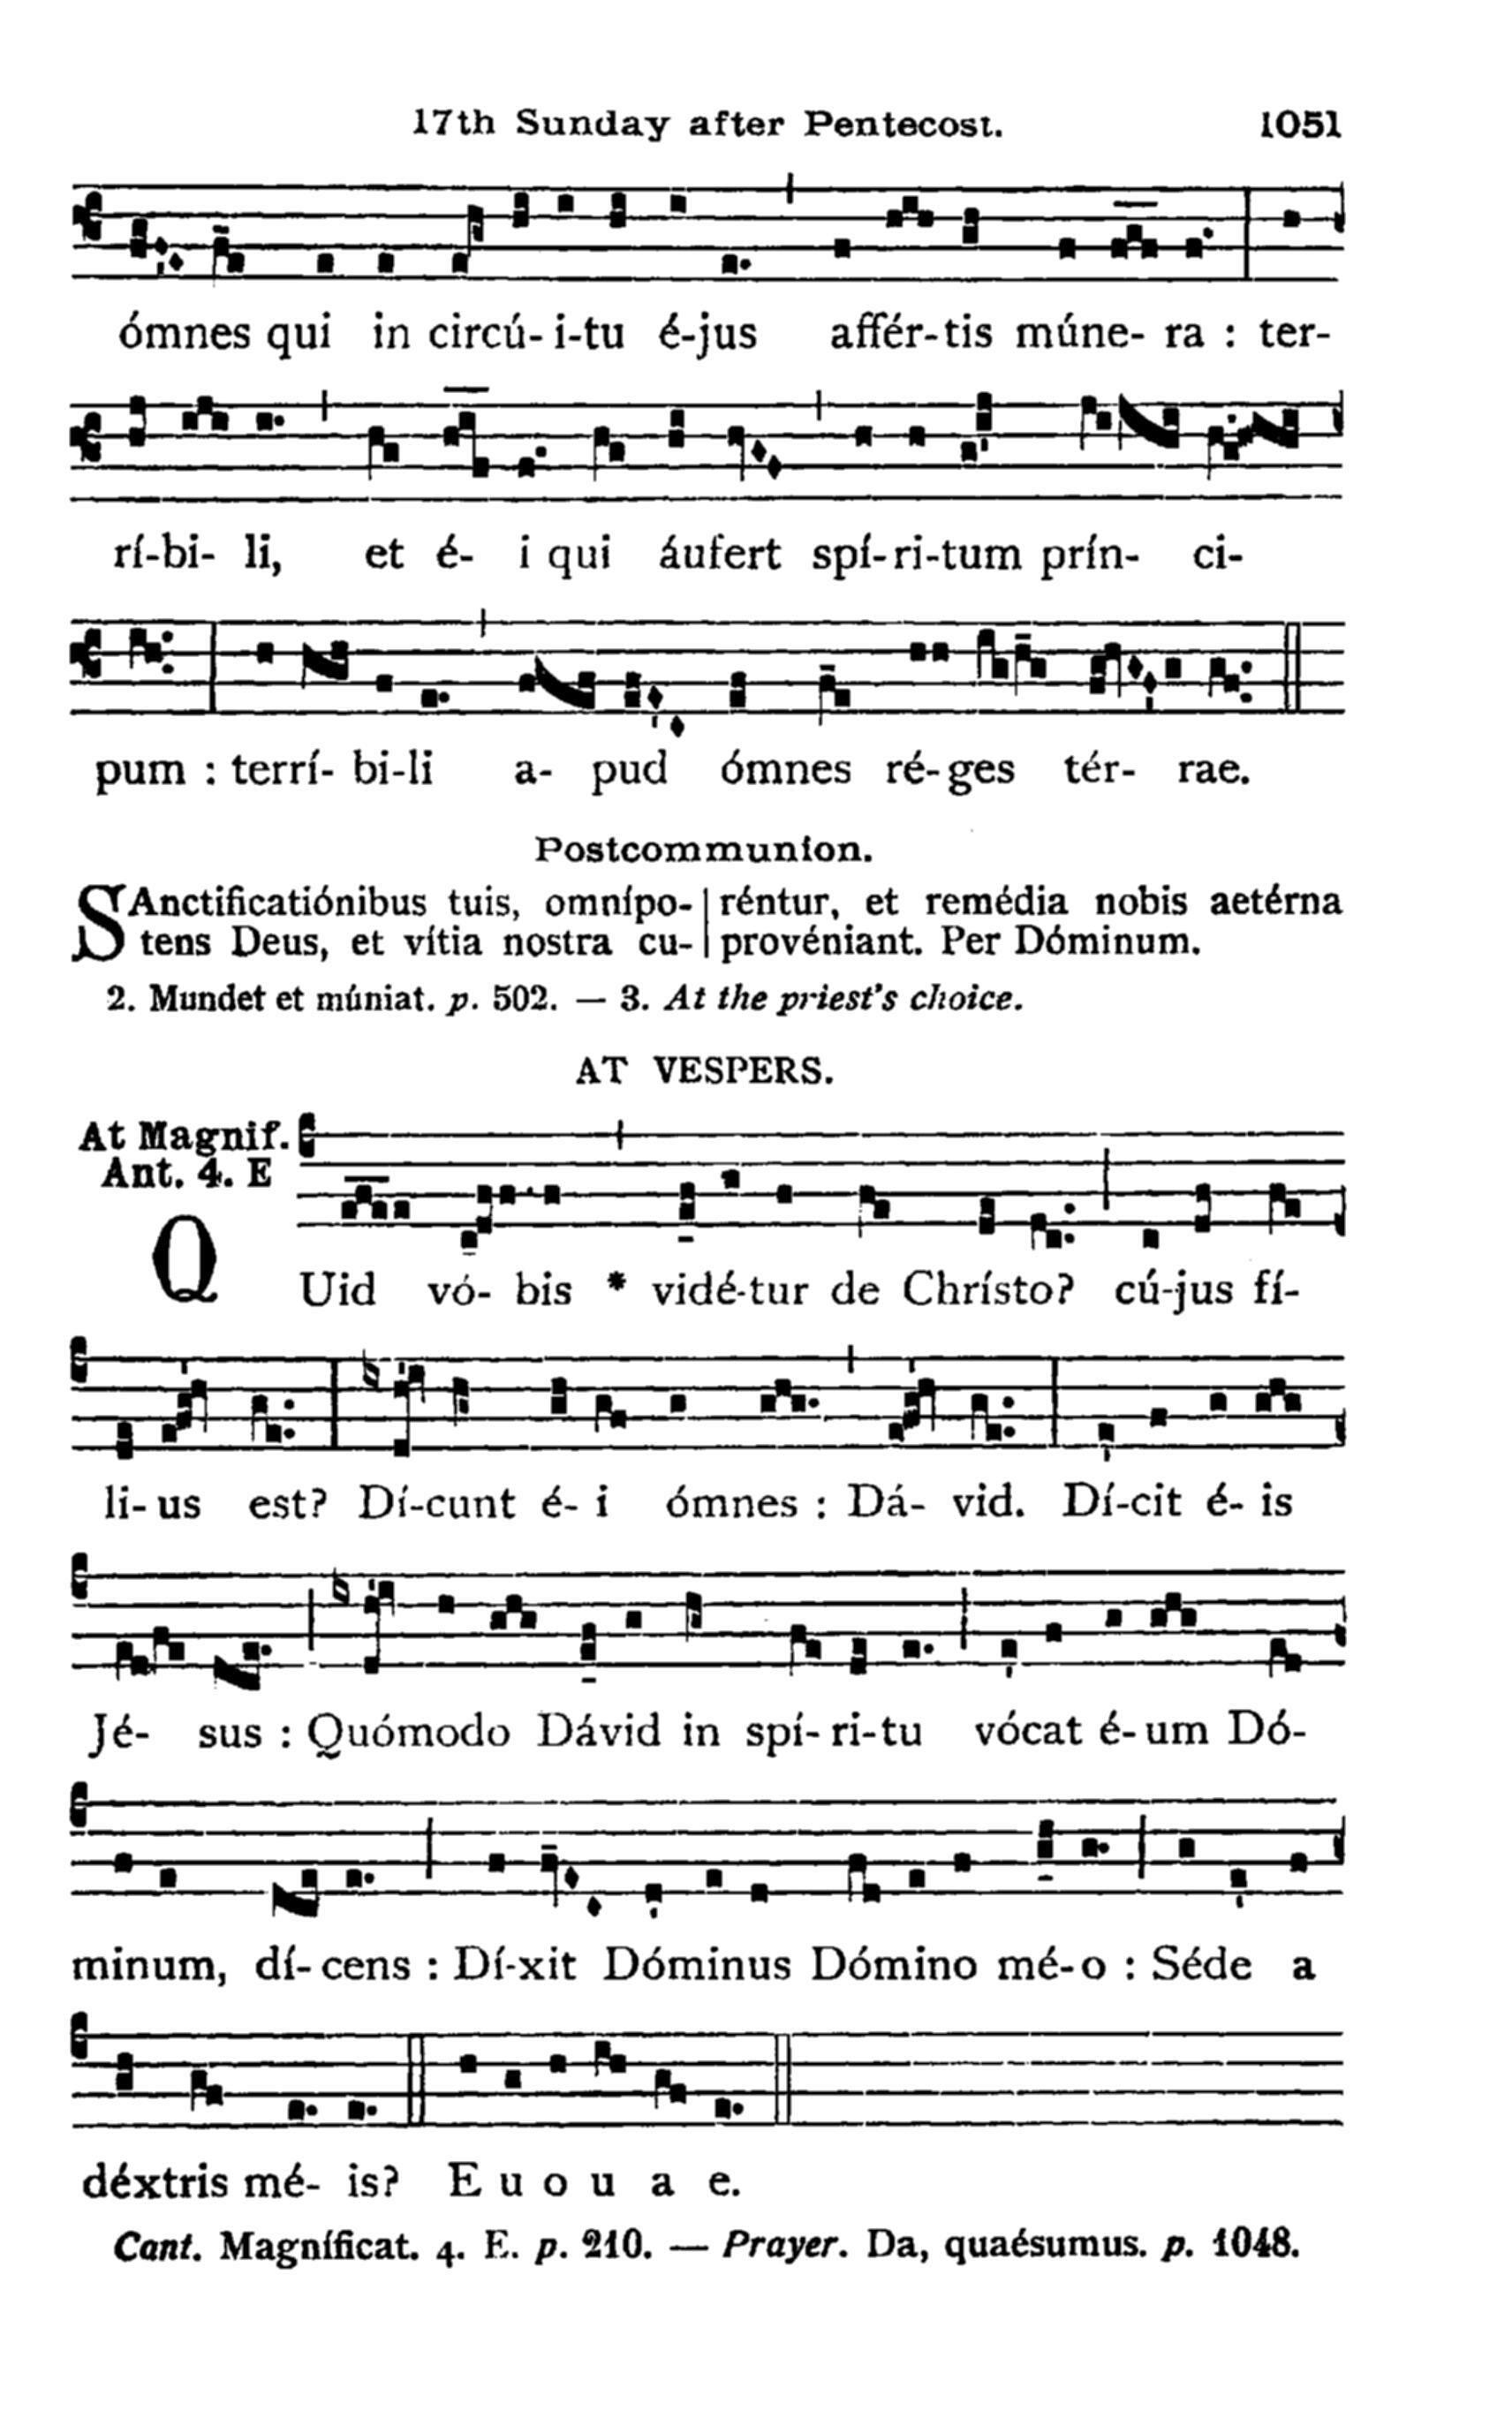 17th Sunday after Pentecost. 1051
ómnes qui in circú- i-tu é-jus affér-tis múne- ra : ter-
rí-bi- li, et é- i qui áufert spí-ri-tum prín- ci-
pum : terrí- bi-li a- pud ómnes ré-ges tér- rae.
Postcommunion.
SAnctificatiónibus tuis, omnípo-
tens Deus, et vítia nostra cu-
réntur, et remédia nobis aetérna
provéniant. Per Dóminum.
2. Mundet et múniat. p. 502. — 3. At the priest's choice.
AT VESPERS.
At Magnif.
Ant. 4. E
QUid vó- bis * vidé-tur de Chrísto? cú-jus fí-
li- us est? Dí-cunt é- i ómnes : Dá- vid. Dí-cit é- is
Jé- sus : Quómodo Dávid in spí- ri-tu vócat é-um Dó-
minum, dí- cens : Dí-xit Dóminus Dómino mé-o : Séde a
déxtris mé- is? E u o u a e.
Cant. Magníficat. 4. E. p. 210. — Prayer. Da, quaésumus. p. 1048.